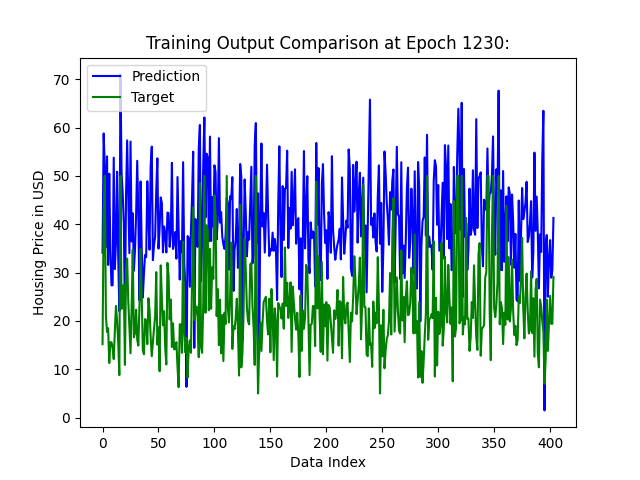 Training Output Comparison at Epoch 1230:
Prediction
Target
70
60
50
40
30
20
10
0
Housing Price in USD
0 50 100 150 200 250 300 350 400
Data Index